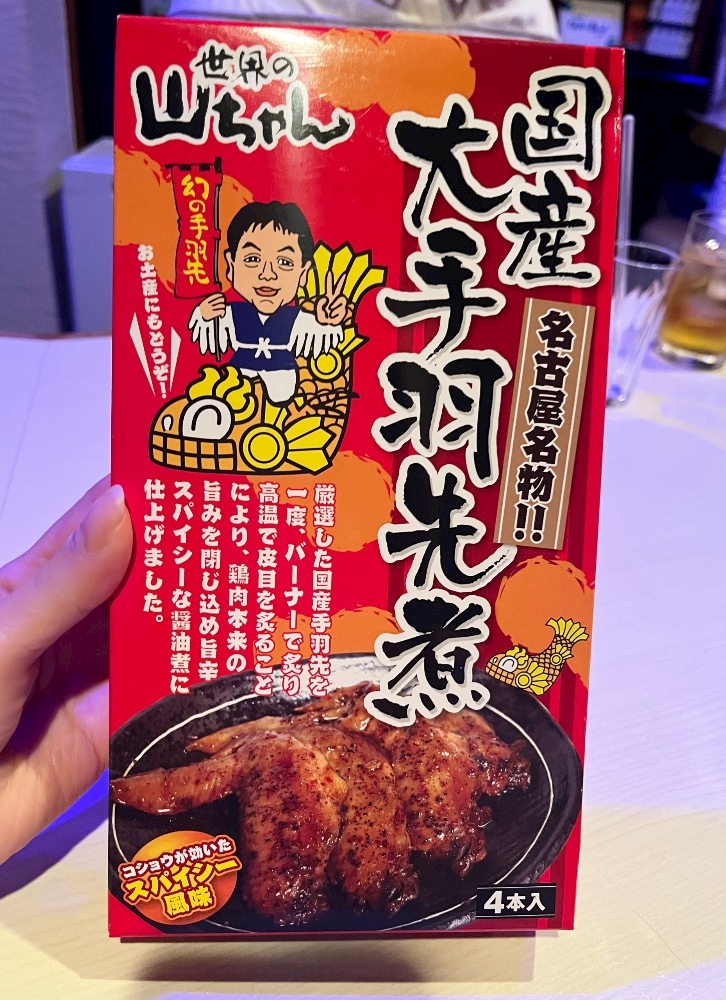 世界の
山ちゃん
国産
大手羽先煮
名古屋名物!!
幻の手羽先
お土産にもどうぞ!
厳選した国産手羽先を
一度、バーナーで炙り
高温で皮目を炙ること
により、鶏肉本来の
旨みを閉じ込め旨辛
スパイシーな醤油煮に
仕上げました。
コショウが効いた
スパイシー
風味
4本入